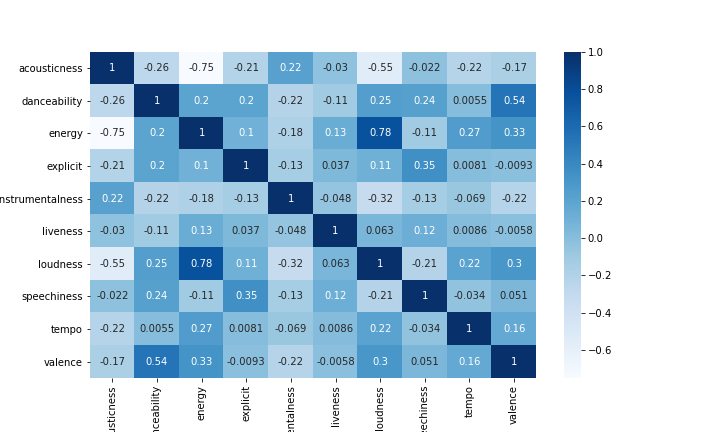 acousticness 1 -0.26 -0.75 -0.21 0.22 -0.03 -0.55 -0.022 -0.22 -0.17
danceability -0.26 1 0.2 0.2 -0.22 -0.11 0.25 0.24 0.0055 0.54
energy -0.75 0.2 1 0.1 -0.18 0.13 0.78 -0.11 0.27 0.33
explicit -0.21 0.2 0.1 1 -0.13 0.037 0.11 0.35 0.0081 -0.0093
nstrumentalness 0.22 -0.22 -0.18 -0.13 1 -0.048 -0.32 -0.13 -0.069 -0.22
liveness -0.03 -0.11 0.13 0.037 -0.048 1 0.063 0.12 0.0086 -0.0058
loudness -0.55 0.25 0.78 0.11 -0.32 0.063 1 -0.21 0.22 0.3
speechiness -0.022 0.24 -0.11 0.35 -0.13 0.12 -0.21 1 -0.034 0.051
tempo -0.22 0.0055 0.27 0.0081 -0.069 0.0086 0.22 -0.034 1 0.16
valence -0.17 0.54 0.33 -0.0093 -0.22 -0.0058 0.3 0.051 0.16 1
usticness nceability energy explicit entalness liveness loudness eechiness tempo valence
1.0
0.8
0.6
0.4
0.2
0.0
−0.2
−0.4
−0.6